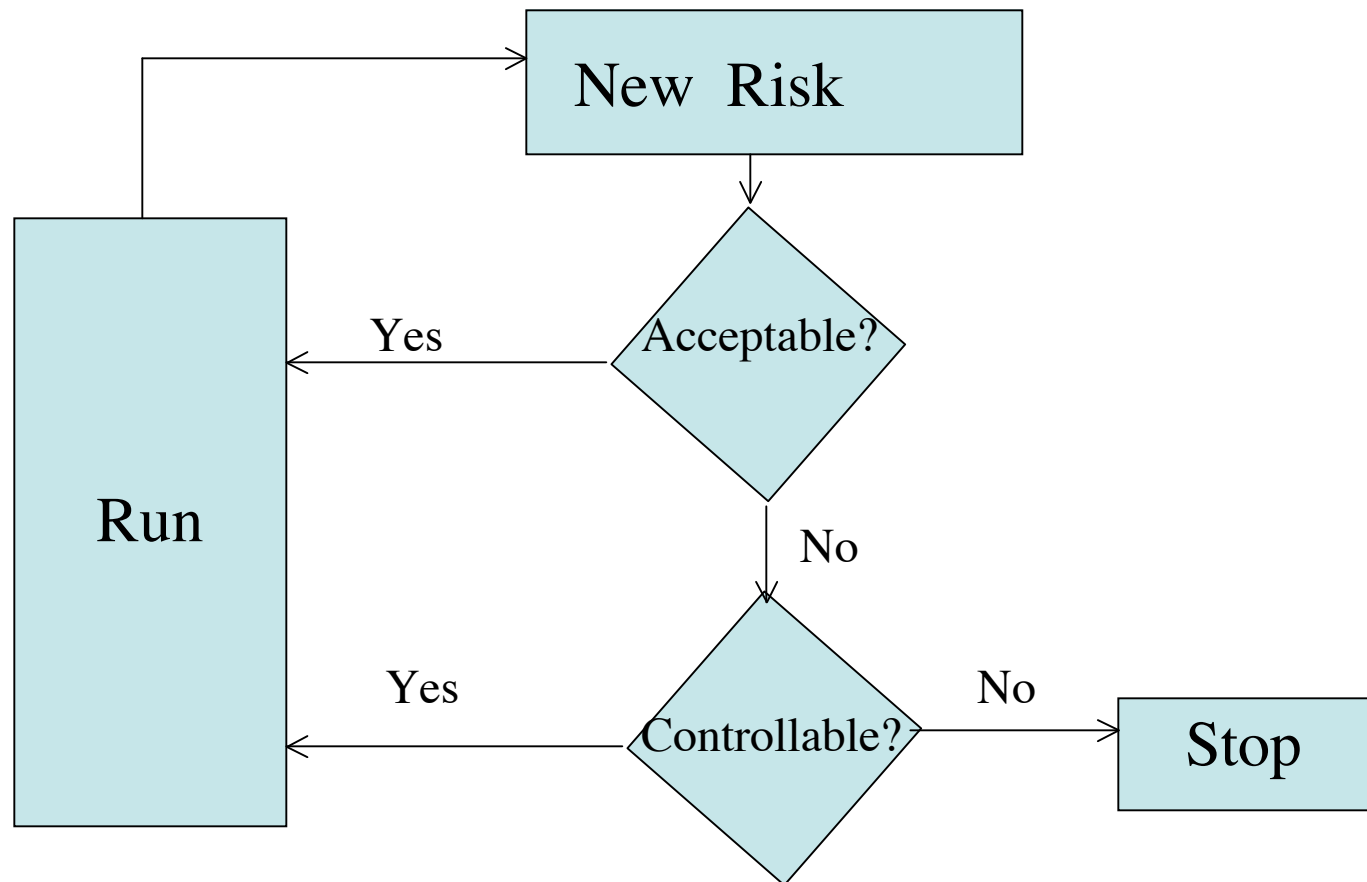 New Risk
Yes
Acceptable?
Run
No
Yes
No
Controllable?
Stop